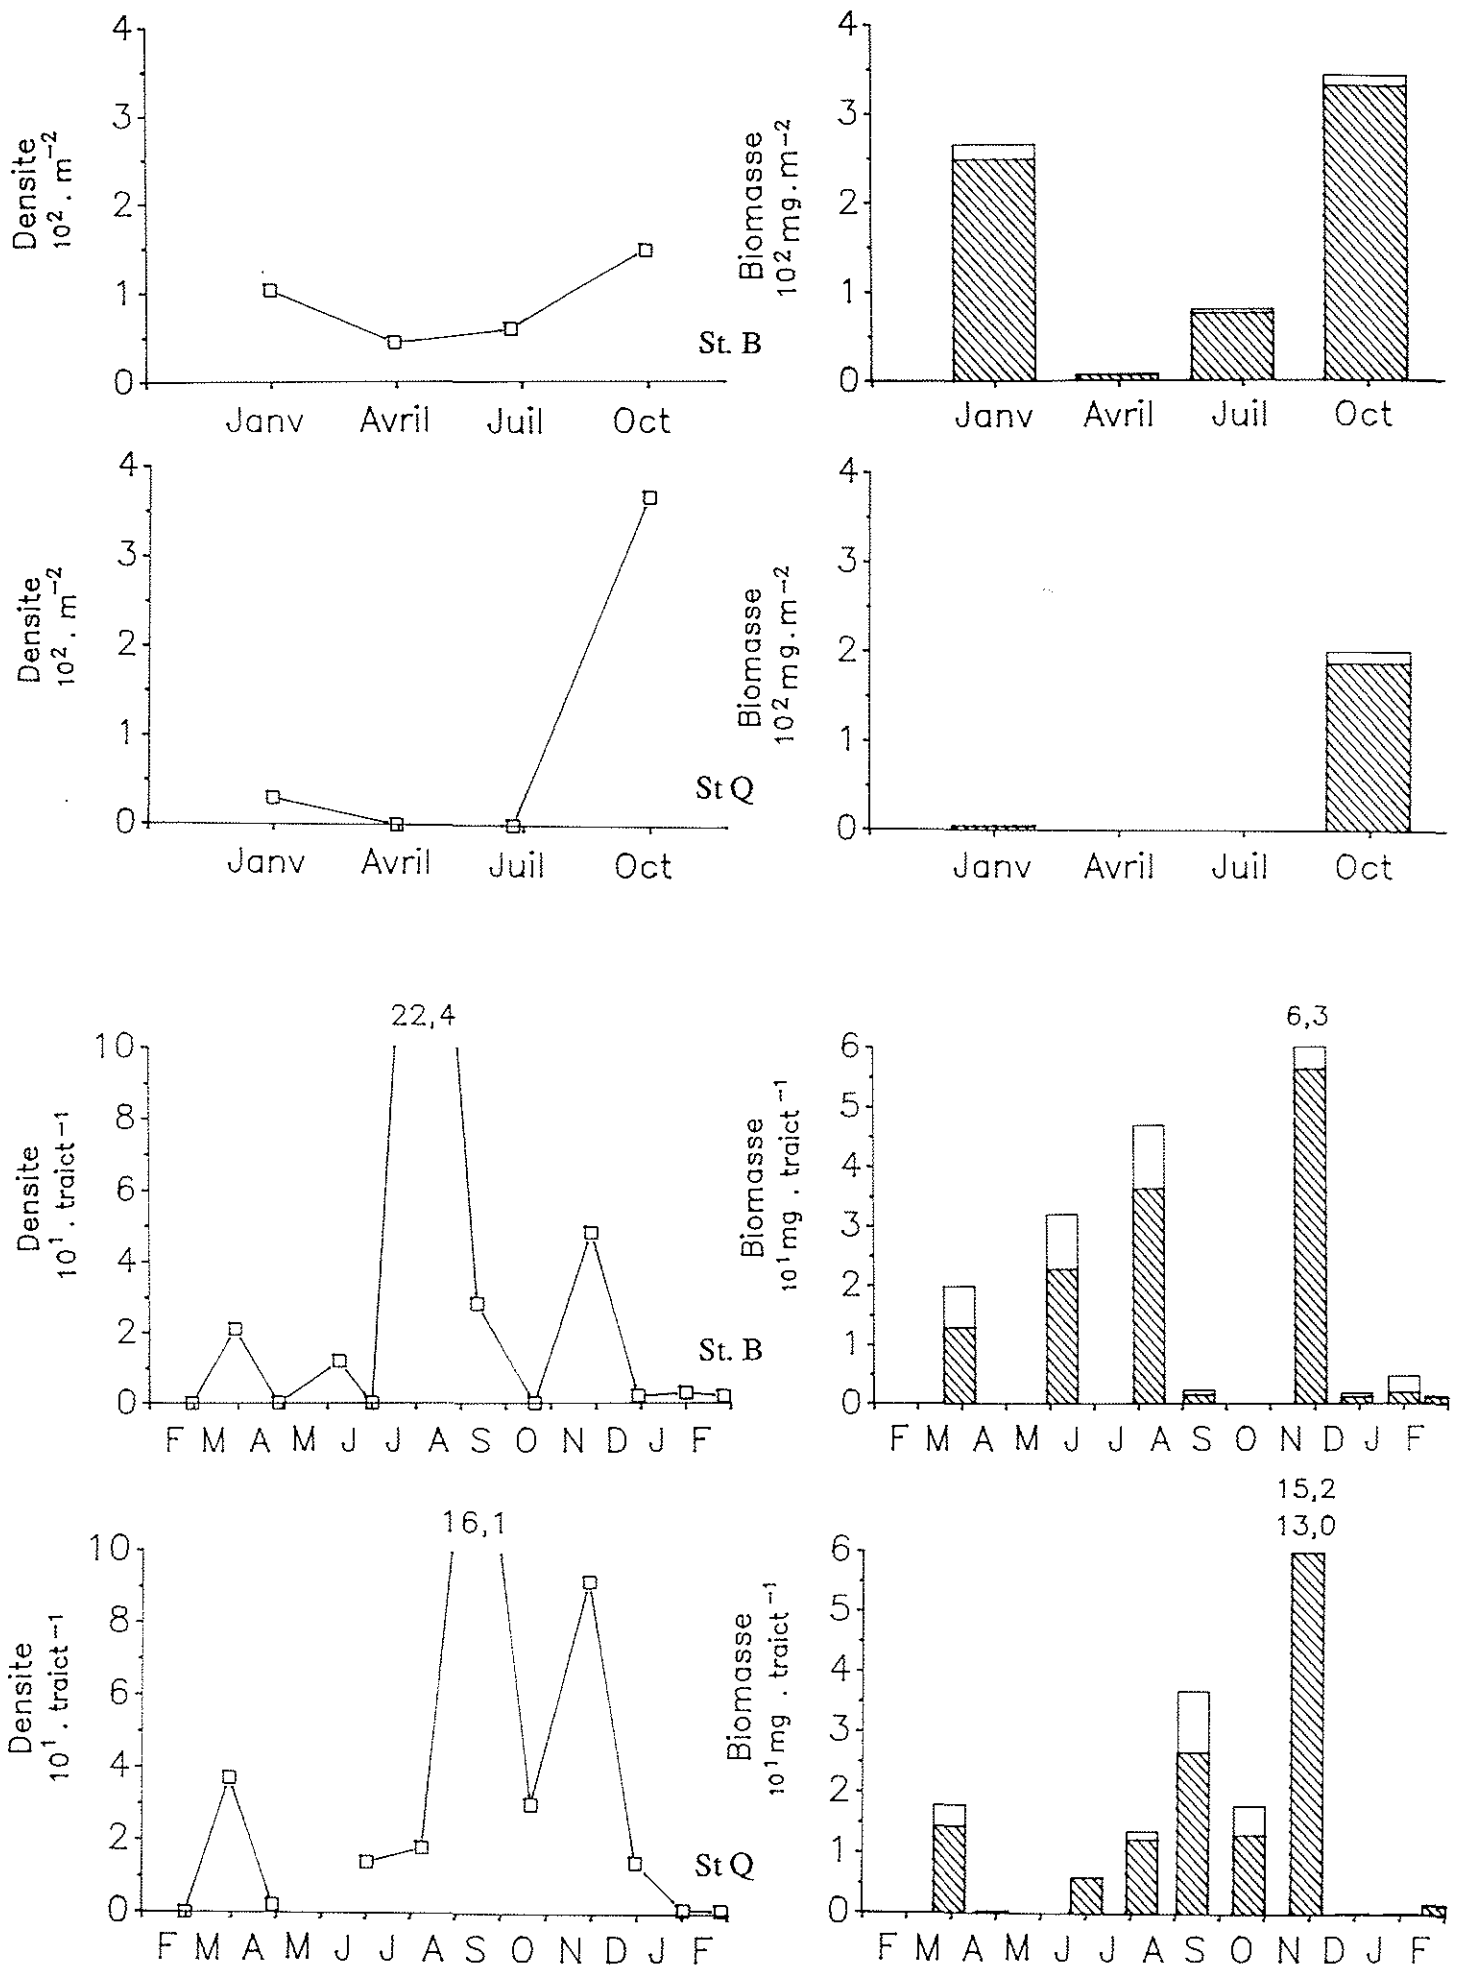 4
3
2
1
0
Densite
10². m⁻²
Janv Avril Juil Oct
St. B
4
3
2
1
0
Biomasse
10² mg.m⁻²
Janv Avril Juil Oct
4
3
2
1
0
Densite
10². m⁻²
Janv Avril Juil Oct
St Q
4
3
2
1
0
Biomasse
10² mg.m⁻²
Janv Avril Juil Oct
22,4
10
8
6
4
2
0
Densite
10¹. traict⁻¹
F M A M J J A S O N D J F
St. B
6,3
6
5
4
3
2
1
0
Biomasse
10¹ mg . traict⁻¹
F M A M J J A S O N D J F
16,1
10
8
6
4
2
0
Densite
10¹. traict⁻¹
F M A M J J A S O N D J F
St Q
15,2
13,0
6
5
4
3
2
1
0
Biomasse
10¹ mg . traict⁻¹
F M A M J J A S O N D J F